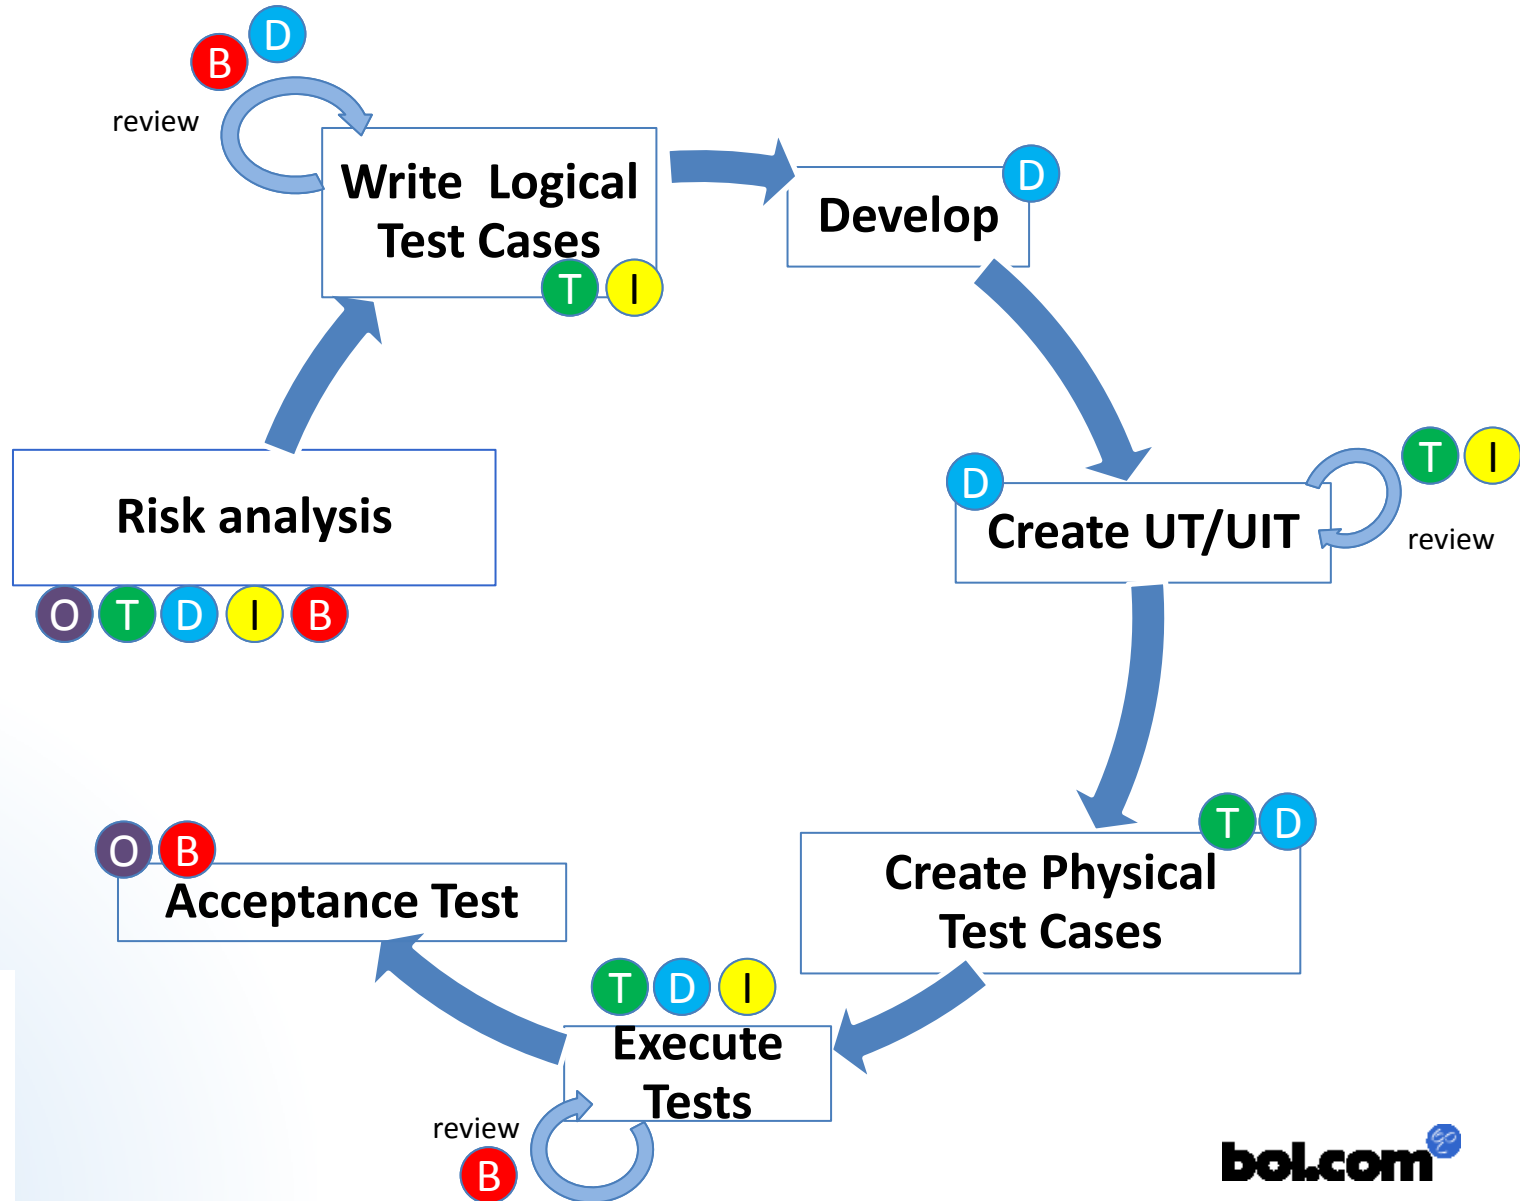 D
B
review
Write  Logical
Test Cases
T I
D
Develop
Risk analysis
O T D I B
D
Create UT/UIT
T I
review
T D
Create Physical
Test Cases
T D I
Execute
Tests
review
B
O B
Acceptance Test
bol.com